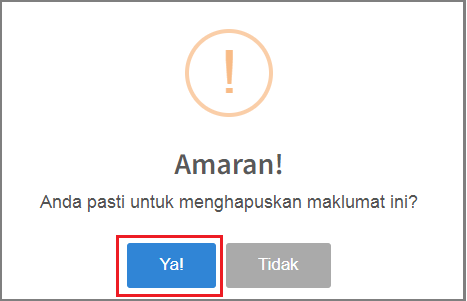 !
Amaran!
Anda pasti untuk menghapuskan maklumat ini?
Ya!
Tidak